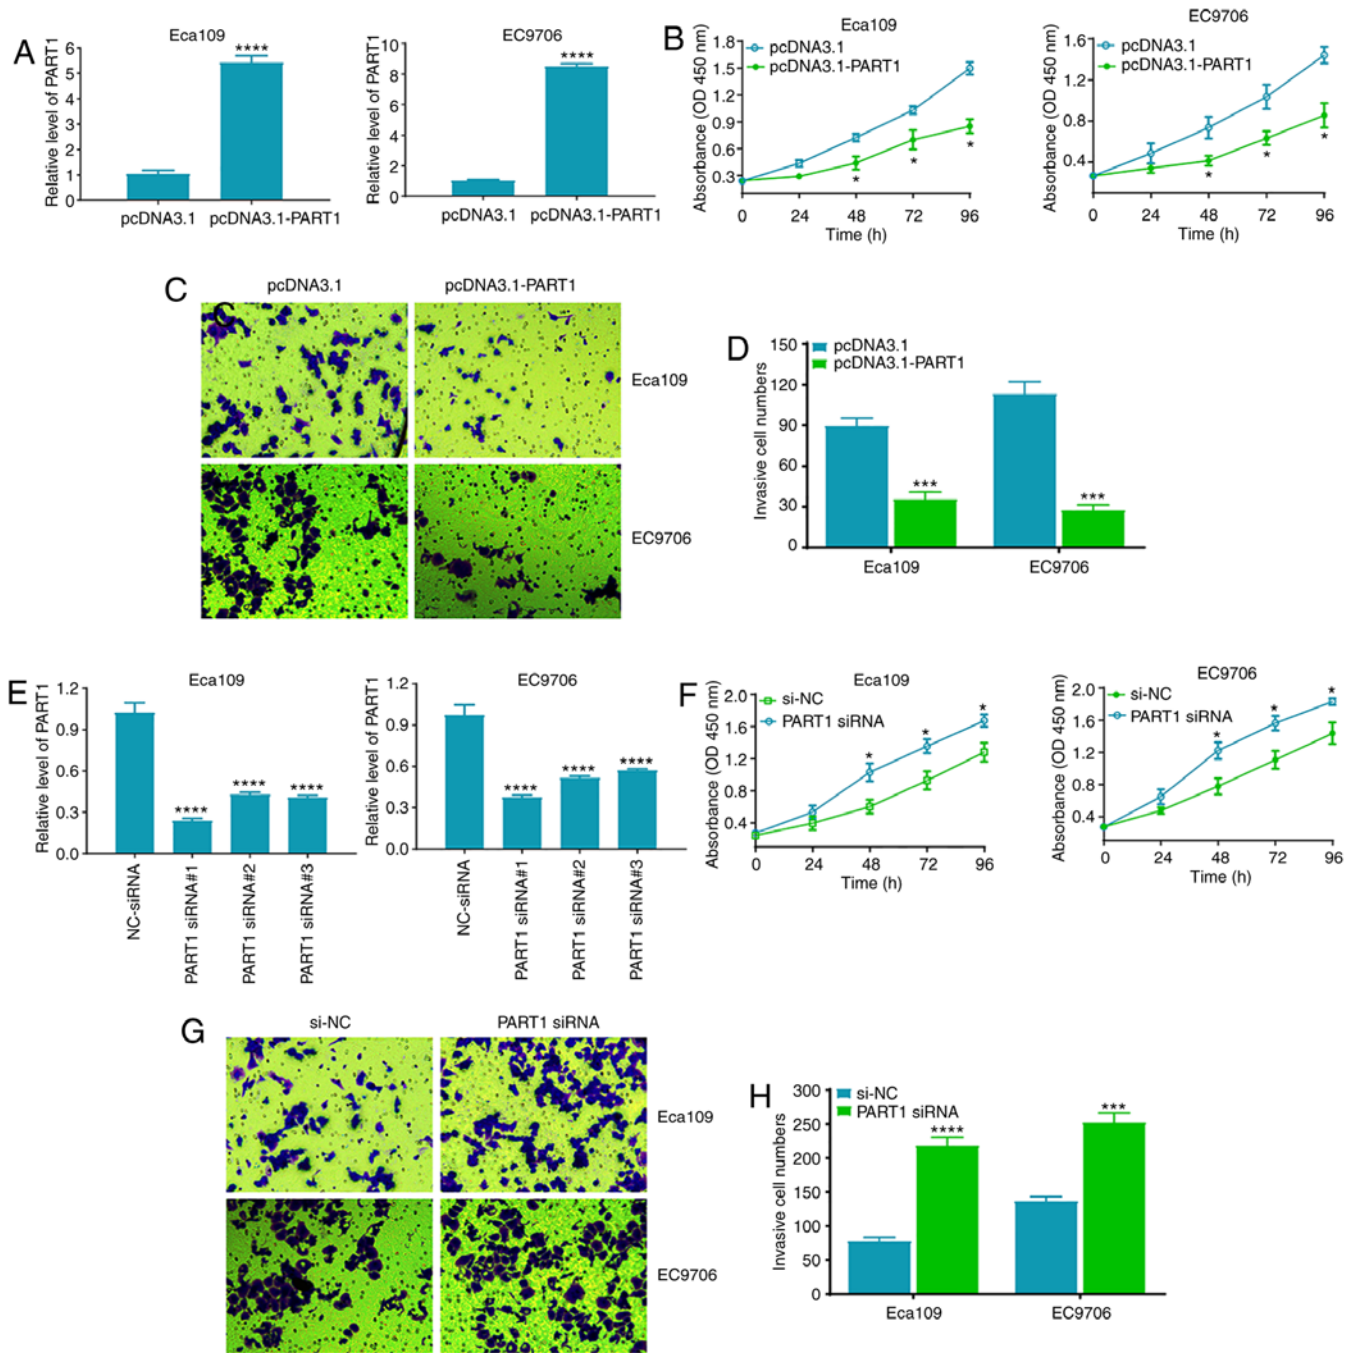 A
Eca109
Relative level of PART1
6
5
4
3
2
1
0
****
pcDNA3.1
pcDNA3.1-PART1
EC9706
Relative level of PART1
10
8
6
4
2
0
****
pcDNA3.1
pcDNA3.1-PART1
B
Eca109
pcDNA3.1
pcDNA3.1-PART1
Absorbance (OD 450 nm)
1.8
1.5
1.2
0.9
0.6
0.3
* * *
0 24 48 72 96
Time (h)
EC9706
pcDNA3.1
pcDNA3.1-PART1
Absorbance (OD 450 nm)
1.6
1.2
0.8
0.4
* * *
0 24 48 72 96
Time (h)
C
pcDNA3.1
pcDNA3.1-PART1
C
Eca109
EC9706
D
pcDNA3.1
pcDNA3.1-PART1
Invasive cell numbers
150
120
90
60
30
0
*** ***
Eca109
EC9706
E
Eca109
Relative level of PART1
1.2
0.9
0.6
0.3
0.0
**** **** ****
NC-siRNA
PART1 siRNA#1
PART1 siRNA#2
PART1 siRNA#3
EC9706
Relative level of PART1
1.2
0.9
0.6
0.3
0.0
**** **** ****
NC-siRNA
PART1 siRNA#1
PART1 siRNA#2
PART1 siRNA#3
F
Eca109
si-NC
PART1 siRNA
Absorbance (OD 450 nm)
2.0
1.6
1.2
0.8
0.4
* * *
0 24 48 72 96
Time (h)
EC9706
si-NC
PART1 siRNA
Absorbance (OD 450 nm)
2.0
1.6
1.2
0.8
0.4
* * *
0 24 48 72 96
Time (h)
G
si-NC
PART1 siRNA
Eca109
EC9706
H
si-NC
PART1 siRNA
Invasive cell numbers
300
250
200
150
100
50
0
**** ***
Eca109
EC9706